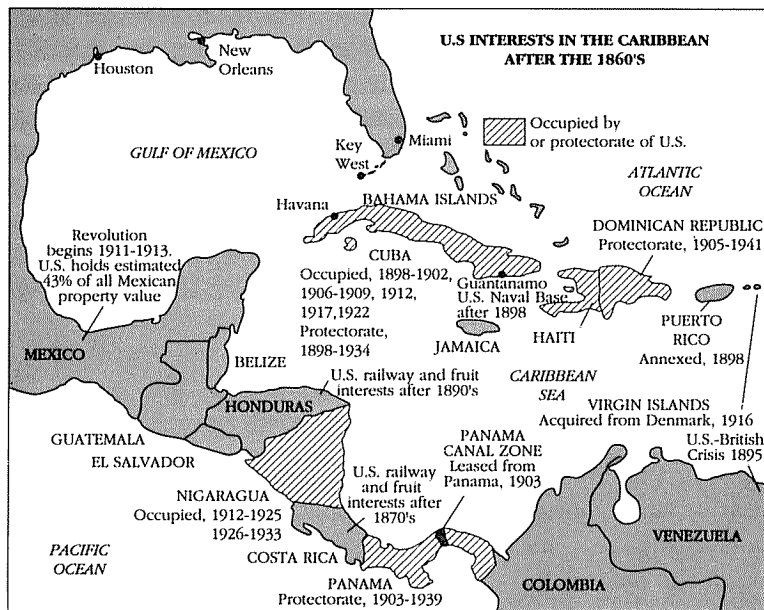 U.S INTERESTS IN THE CARIBBEAN
AFTER THE 1860'S
New
Orleans
Houston
GULF OF MEXICO
Miami
Key
West
Occupied by
or protectorate of U.S.
ATLANTIC
OCEAN
BAHAMA ISLANDS
Havana
Revolution
begins 1911-1913.
U.S. holds estimated
43% of all Mexican
property value
MEXICO
CUBA
Occupied, 1898-1902,
1906-1909, 1912,
1917,1922
Protectorate,
1898-1934
Guantanamo
U.S. Naval Base
after 1898
DOMINICAN REPUBLIC
Protectorate, 1905-1941
HAITI
JAMAICA
PUERTO
RICO
Annexed, 1898
CARIBBEAN
SEA
VIRGIN ISLANDS
Acquired from Denmark, 1916
U.S.-British
Crisis 1895
BELIZE
U.S. railway and fruit
interests after 1890's
HONDURAS
GUATEMALA
EL SALVADOR
PANAMA
CANAL ZONE
Leased from
Panama, 1903
U.S. railway
and fruit
interests after
1870's
NICARAGUA
Occupied, 1912-1925
1926-1933
COSTA RICA
PACIFIC
OCEAN
PANAMA
Protectorate, 1903-1939
VENEZUELA
COLOMBIA